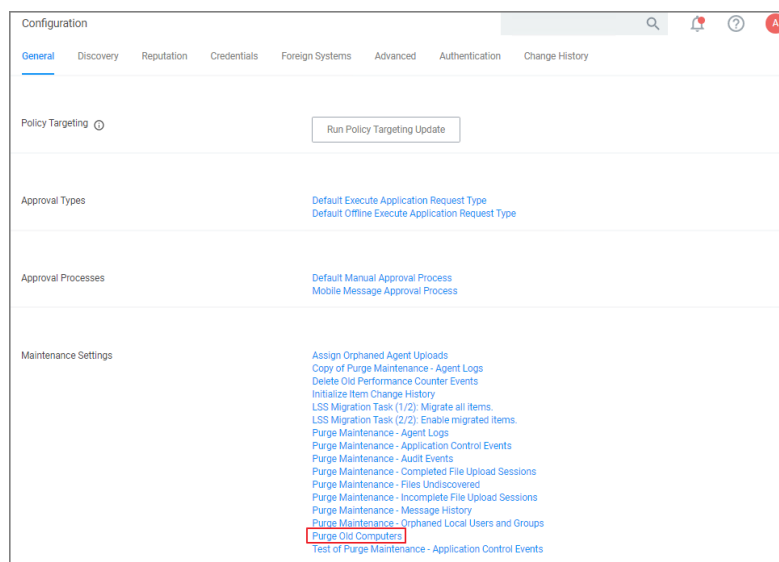 Configuration
A
General Discovery Reputation Credentials Foreign Systems Advanced Authentication Change History
Policy Targeting
Run Policy Targeting Update
Approval Types
Default Execute Application Request Type
Default Offline Execute Application Request Type
Approval Processes
Default Manual Approval Process
Mobile Message Approval Process
Maintenance Settings
Assign Orphaned Agent Uploads
Copy of Purge Maintenance - Agent Logs
Delete Old Performance Counter Events
Initialize Item Change History
LSS Migration Task (1/2): Migrate all items.
LSS Migration Task (2/2): Enable migrated items.
Purge Maintenance - Agent Logs
Purge Maintenance - Application Control Events
Purge Maintenance - Audit Events
Purge Maintenance - Completed File Upload Sessions
Purge Maintenance - Files Undiscovered
Purge Maintenance - Incomplete File Upload Sessions
Purge Maintenance - Message History
Purge Maintenance - Orphaned Local Users and Groups
Purge Old Computers
Test of Purge Maintenance - Application Control Events